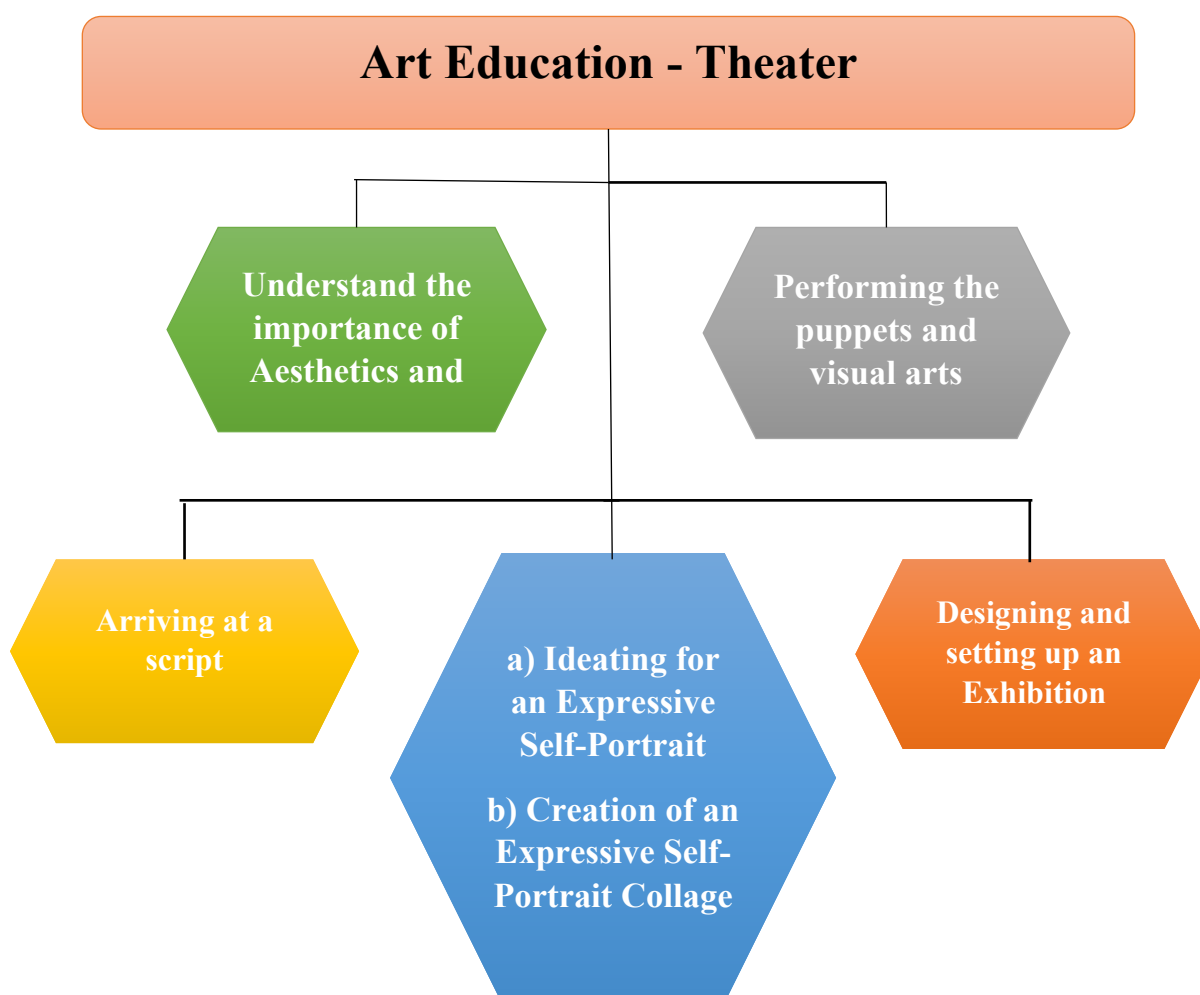 Art Education - Theater
Understand the
importance of
Aesthetics and
Performing the
puppets and
visual arts
Arriving at a
script
a) Ideating for
an Expressive
Self-Portrait
b) Creation of an
Expressive Self-
Portrait Collage
Designing and
setting up an
Exhibition